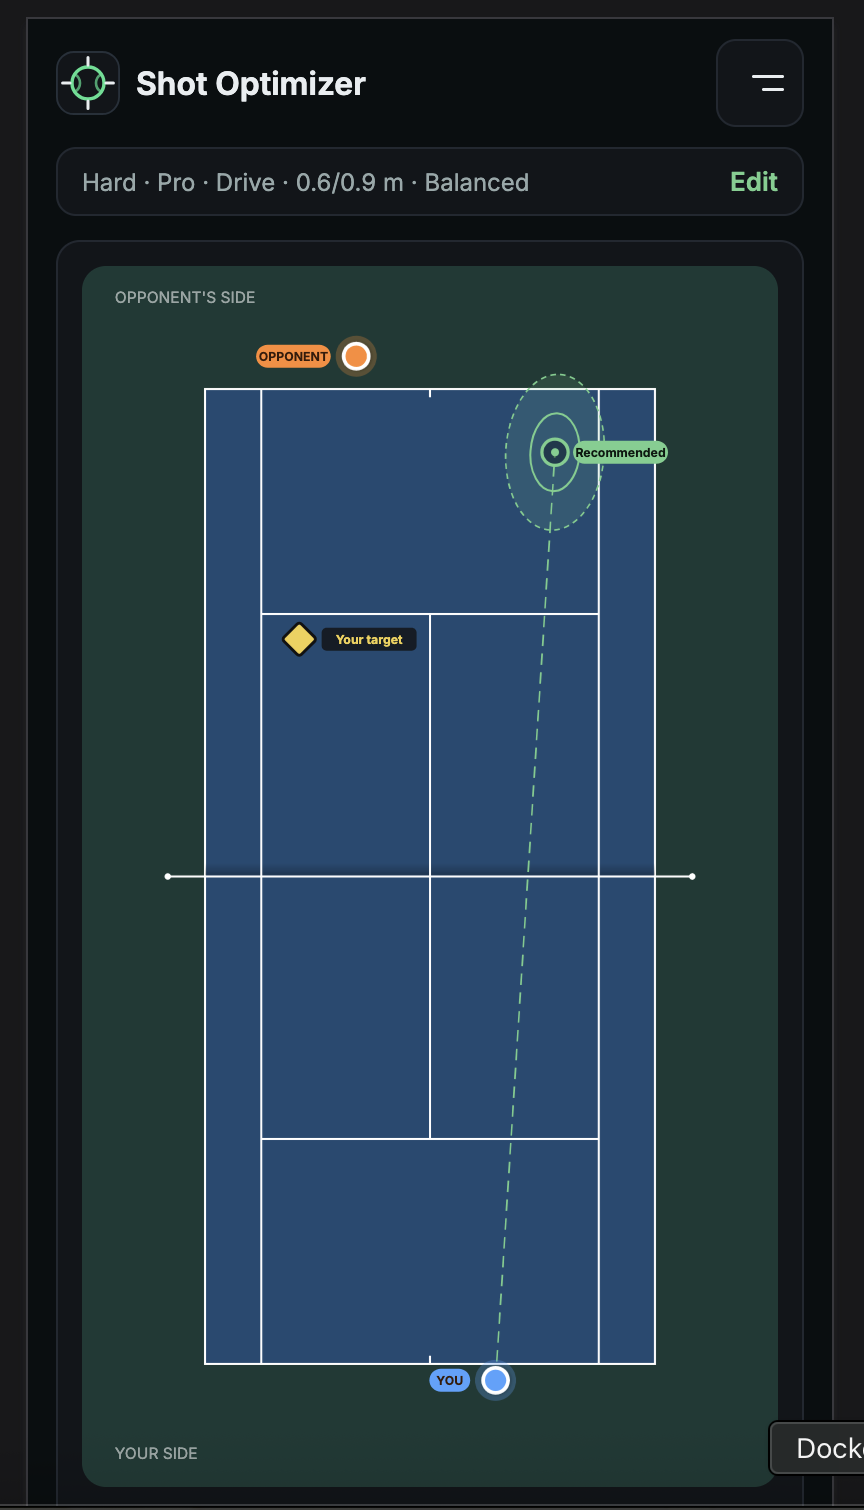 Shot Optimizer
Hard · Pro · Drive · 0.6/0.9 m · Balanced
Edit
OPPONENT'S SIDE
OPPONENT
Recommended
Your target
YOU
YOUR SIDE